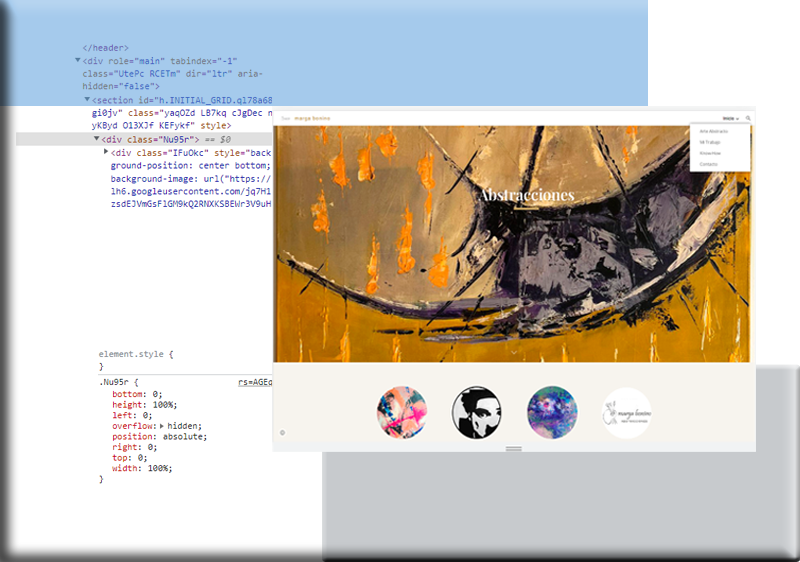 </header>
<div role="main" tabindex="-1"
class="UtePc RCETm" dir="ltr" aria-
hidden="false">
<section id="h.INITIAL_GRID.ql78a68
gi0jv" class="yaqOZd LB7kq cJgDec n
yKByd O13XJf KEFykf" style>
<div class="Nu95r"> == $0
<div class="IFuOkc" style="back
ground-position: center bottom;
background-image: url("https://
lh6.googleusercontent.com/jq7H1
zsdEJVmGsFlGM9kQ2RNXKSBEWr3V9uH
element.style {
}
.Nu95r { rs=AGEq
bottom: 0;
height: 100%;
left: 0;
overflow: hidden;
position: absolute;
right: 0;
top: 0;
width: 100%;
}
marga bonino
Inicio
Arte Abstracto
Mi Trabajo
Know-how
Contacto
Abstracciones
marga bonino